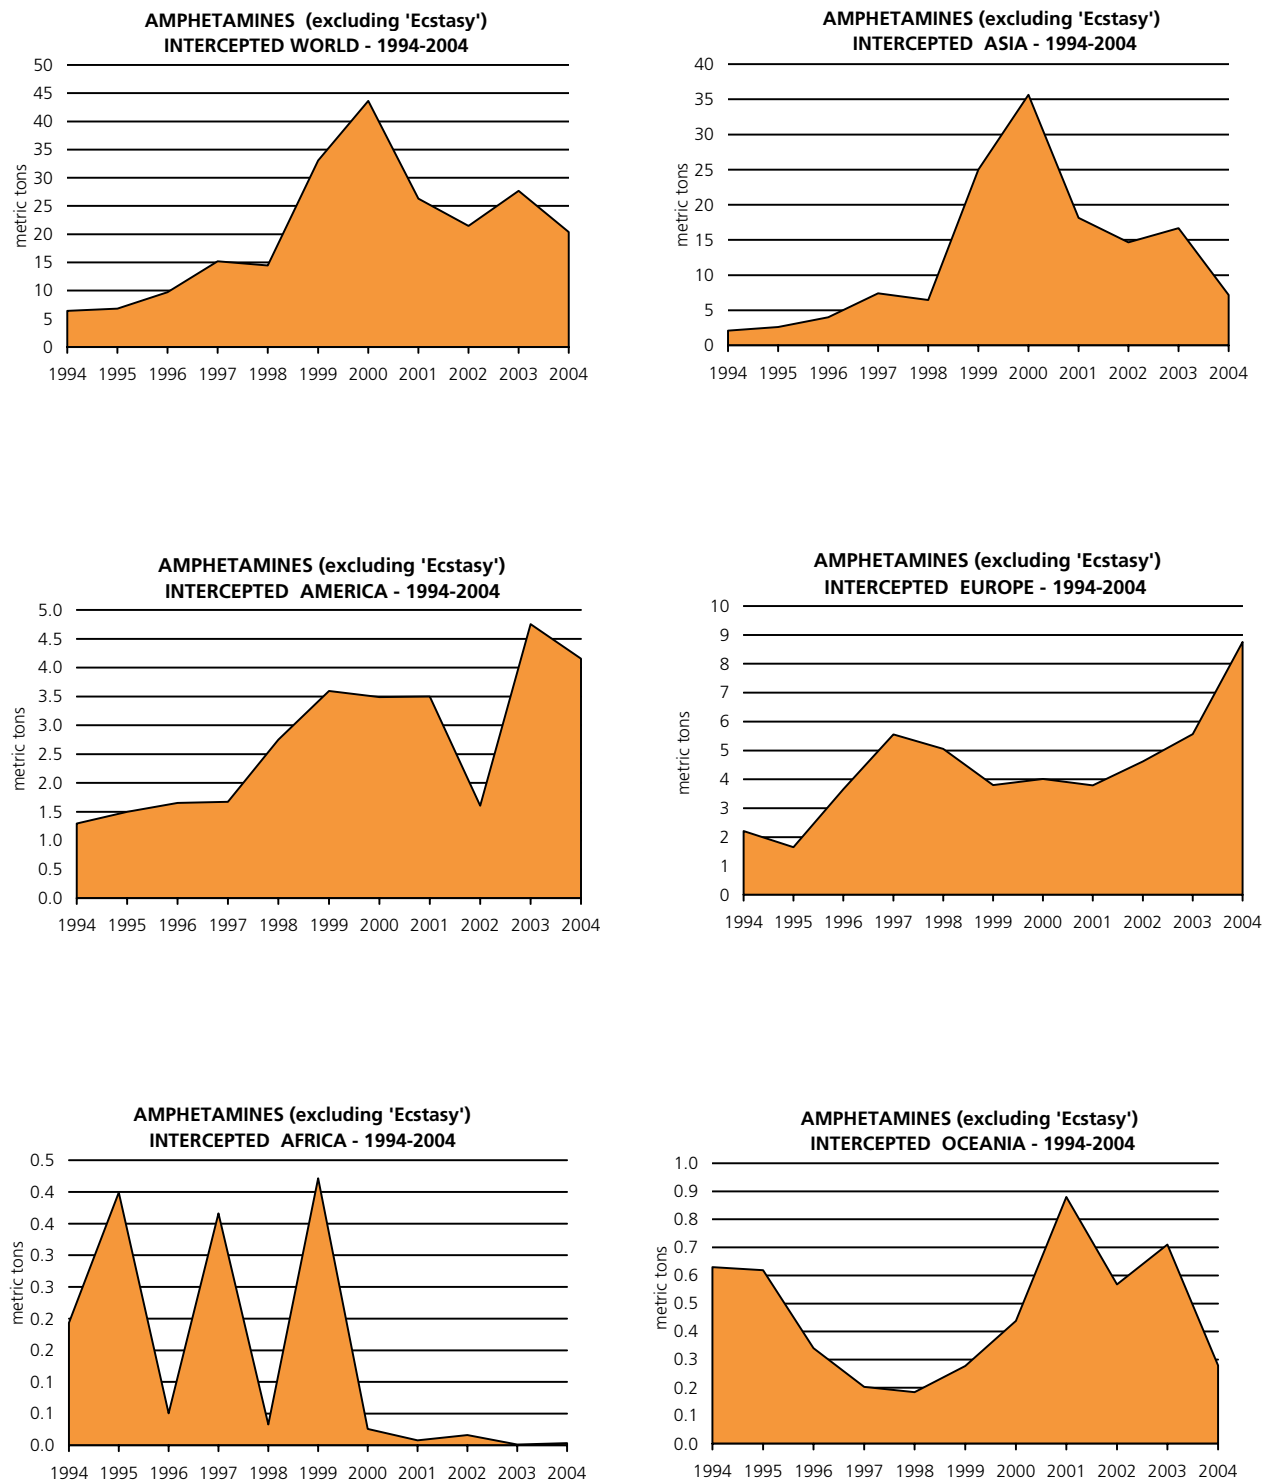 AMPHETAMINES (excluding 'Ecstasy')
INTERCEPTED WORLD - 1994-2004
metric tons
50
45
40
35
30
25
20
15
10
5
0
1994 1995 1996 1997 1998 1999 2000 2001 2002 2003 2004
AMPHETAMINES (excluding 'Ecstasy')
INTERCEPTED ASIA - 1994-2004
metric tons
40
35
30
25
20
15
10
5
0
1994 1995 1996 1997 1998 1999 2000 2001 2002 2003 2004
AMPHETAMINES (excluding 'Ecstasy')
INTERCEPTED AMERICA - 1994-2004
metric tons
5.0
4.5
4.0
3.5
3.0
2.5
2.0
1.5
1.0
0.5
0.0
1994 1995 1996 1997 1998 1999 2000 2001 2002 2003 2004
AMPHETAMINES (excluding 'Ecstasy')
INTERCEPTED EUROPE - 1994-2004
metric tons
10
9
8
7
6
5
4
3
2
1
0
1994 1995 1996 1997 1998 1999 2000 2001 2002 2003 2004
AMPHETAMINES (excluding 'Ecstasy')
INTERCEPTED AFRICA - 1994-2004
metric tons
0.5
0.4
0.4
0.3
0.3
0.2
0.2
0.1
0.1
0.0
1994 1995 1996 1997 1998 1999 2000 2001 2002 2003 2004
AMPHETAMINES (excluding 'Ecstasy')
INTERCEPTED OCEANIA - 1994-2004
metric tons
1.0
0.9
0.8
0.7
0.6
0.5
0.4
0.3
0.2
0.1
0.0
1994 1995 1996 1997 1998 1999 2000 2001 2002 2003 2004